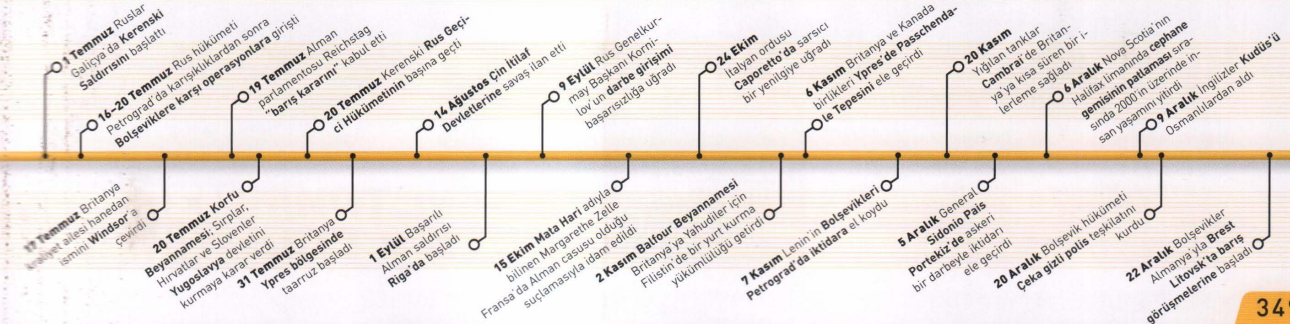 1 Temmuz Ruslar
Galiçya'da Kerenski
Saldırısını başlattı
16–20 Temmuz Rus hükümeti
Petrograd'da karışıklıklardan sonra
Bolşeviklere karşı operasyonlara girişti
19 Temmuz Alman
parlamentosu Reichstag
"barış kararını" kabul etti
20 Temmuz Kerenski Rus Geçi-
ci Hükümetinin başına geçti
14 Ağustos Çin İtilaf
Devletlerine savaş ilan etti
9 Eylül Rus Genelkur-
may Başkanı Korni-
lov'un darbe girişimi
başarısızlığa uğradı
24 Ekim
İtalyan ordusu
Caporetto'da sarsıcı
bir yenilgiye uğradı
6 Kasım Britanya ve Kanada
birlikleri Ypres'de Passchenda-
le Tepesini ele geçirdi
20 Kasım
Yığılan tanklar
Cambrai'de Britan-
ya'ya kısa süren bir i-
lerleme sağladı
6 Aralık Nova Scotia'nın
Halifax limanında cephane
gemisinin patlaması sıra-
sında 2000'in üzerinde in-
san yaşamını yitirdi
9 Aralık İngilizler Kudüs'ü
Osmanlılardan aldı
17 Temmuz Britanya
kraliyet ailesi hanedan
ismini Windsor'a
çevirdi
20 Temmuz Korfu
Beyannamesi: Sırplar,
Hırvatlar ve Slovenler
Yugoslavya devletini
kurmaya karar verdi
31 Temmuz Britanya
Ypres bölgesinde
taarruz başladı
1 Eylül Başarılı
Alman saldırısı
Riga'da başladı
15 Ekim Mata Hari adıyla
bilinen Margarethe Zelle
Fransa'da Alman casusu olduğu
suçlamasıyla idam edildi
2 Kasım Balfour Beyannamesi
Britanya'ya Yahudiler için
Filistin'de bir yurt kurma
yükümlülüğü getirdi
7 Kasım Lenin'in Bolşevikleri
Petrograd'da iktidara el koydu
5 Aralık General
Sidonio Pais
Portekiz'de askeri
bir darbeyle iktidarı
ele geçirdi
20 Aralık Bolşevik hükümeti
Çeka gizli polis teşkilatını
kurdu
22 Aralık Bolşevikler
Almanya'yla Brest
Litovsk'ta barış
görüşmelerine başladı